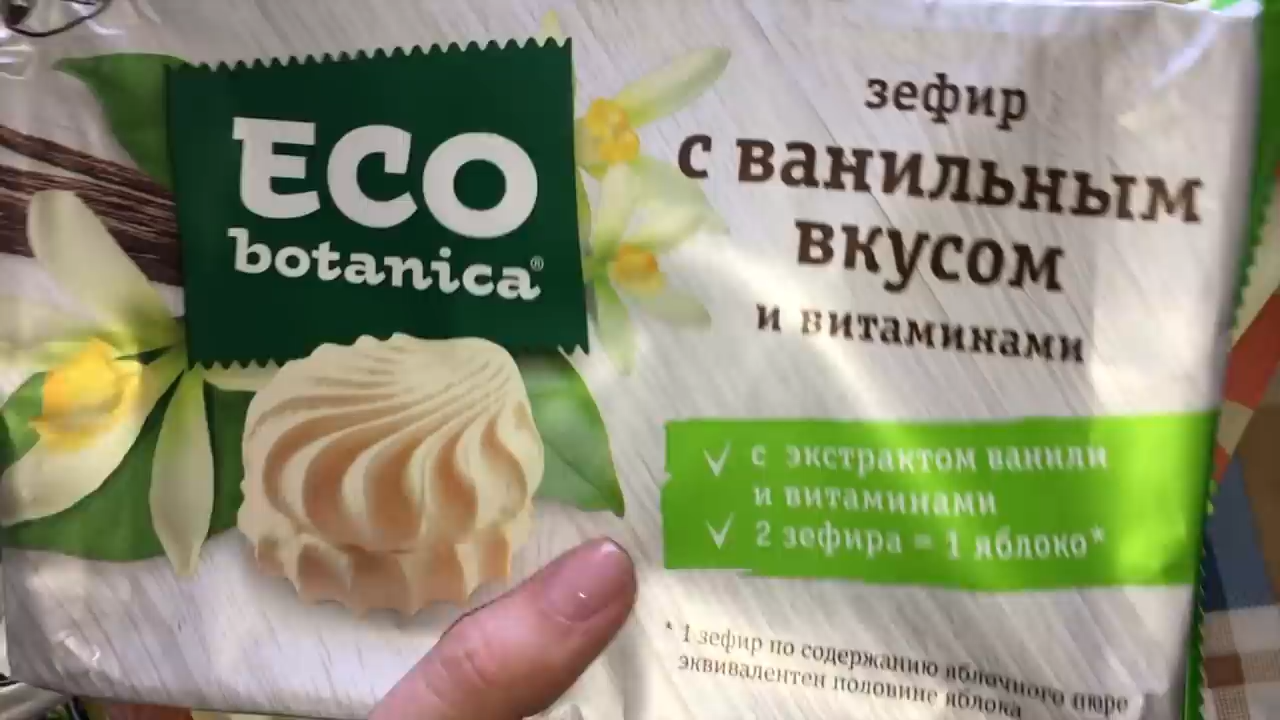 ECO
botanica®
зефир
с ванильным
вкусом
и витаминами
✓ с экстрактом ванили
и витаминами
✓ 2 зефира = 1 яблоко*
* 1 зефир по содержанию яблочного пюре
эквивалентен половине яблока